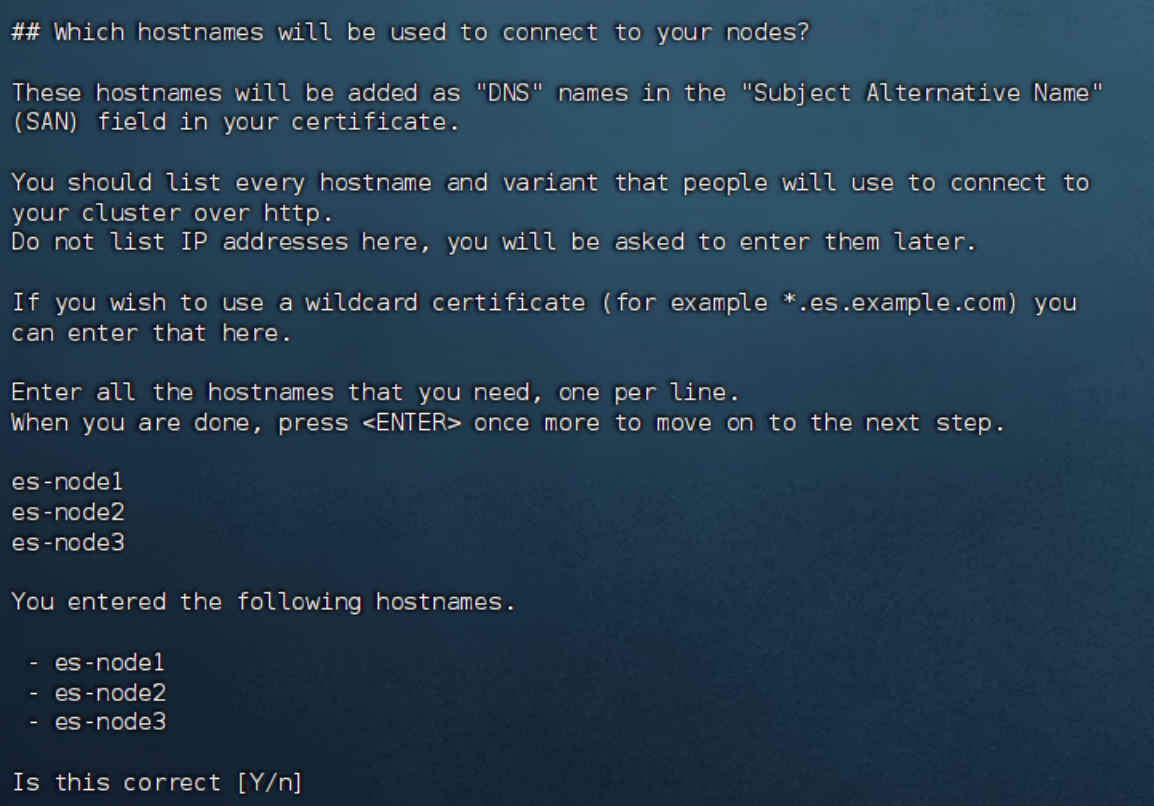 ## Which hostnames will be used to connect to your nodes?
These hostnames will be added as "DNS" names in the "Subject Alternative Name"
(SAN) field in your certificate.
You should list every hostname and variant that people will use to connect to
your cluster over http.
Do not list IP addresses here, you will be asked to enter them later.
If you wish to use a wildcard certificate (for example *.es.example.com) you
can enter that here.
Enter all the hostnames that you need, one per line.
When you are done, press <ENTER> once more to move on to the next step.
es-node1
es-node2
es-node3
You entered the following hostnames.
- es-node1
- es-node2
- es-node3
Is this correct [Y/n]